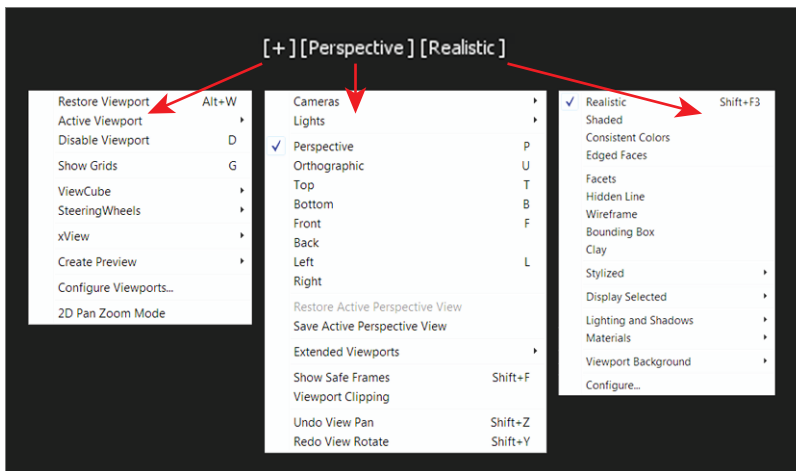 [+][Perspective][Realistic]
Restore Viewport Alt+W
Active Viewport
Disable Viewport D
Show Grids G
ViewCube
SteeringWheels
xView
Create Preview
Configure Viewports...
2D Pan Zoom Mode
Cameras
Lights
Perspective P
Orthographic U
Top T
Bottom B
Front F
Back
Left L
Right
Restore Active Perspective View
Save Active Perspective View
Extended Viewports
Show Safe Frames Shift+F
Viewport Clipping
Undo View Pan Shift+Z
Redo View Rotate Shift+Y
Realistic Shift+F3
Shaded
Consistent Colors
Edged Faces
Facets
Hidden Line
Wireframe
Bounding Box
Clay
Stylized
Display Selected
Lighting and Shadows
Materials
Viewport Background
Configure...